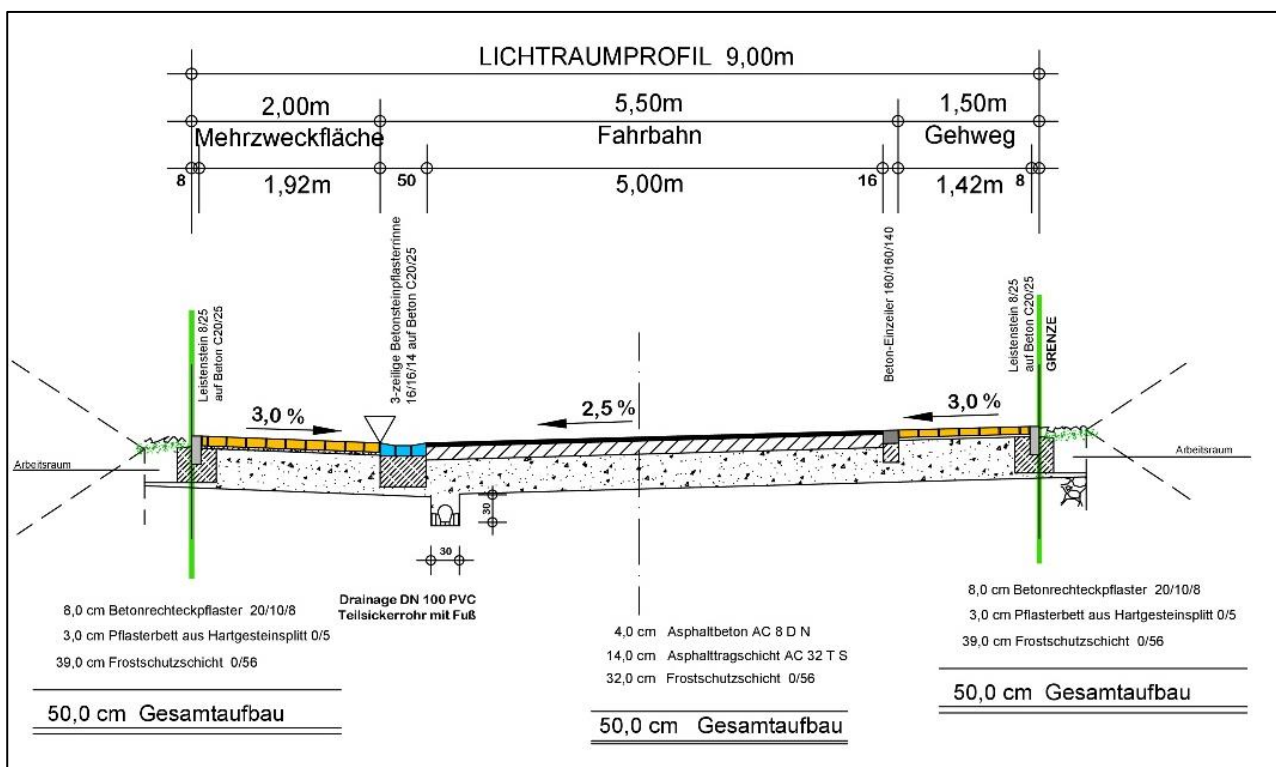 LICHTRAUMPROFIL 9,00m
2,00m
5,50m
1,50m
Mehrzweckfläche
Fahrbahn
Gehweg
8
1,92m
50
5,00m
16
1,42m
8
Leistenstein 8/25
auf Beton C20/25
3-zeilige Betonsteinpflasterrinne
16/16/14 auf Beton C20/25
Beton-Einzeiler 160/160/140
Leistenstein 8/25
auf Beton C20/25
GRENZE
3,0 %
2,5 %
3,0 %
Arbeitsraum
Arbeitsraum
30
30
Drainage DN 100 PVC
Teilsickerrohr mit Fuß
8,0 cm Betonrechteckpflaster 20/10/8
3,0 cm Pflasterbett aus Hartgesteinsplitt 0/5
39,0 cm Frostschutzschicht 0/56
50,0 cm Gesamtaufbau
4,0 cm Asphaltbeton AC 8 D N
14,0 cm Asphalttragschicht AC 32 T S
32,0 cm Frostschutzschicht 0/56
50,0 cm Gesamtaufbau
8,0 cm Betonrechteckpflaster 20/10/8
3,0 cm Pflasterbett aus Hartgesteinsplitt 0/5
39,0 cm Frostschutzschicht 0/56
50,0 cm Gesamtaufbau